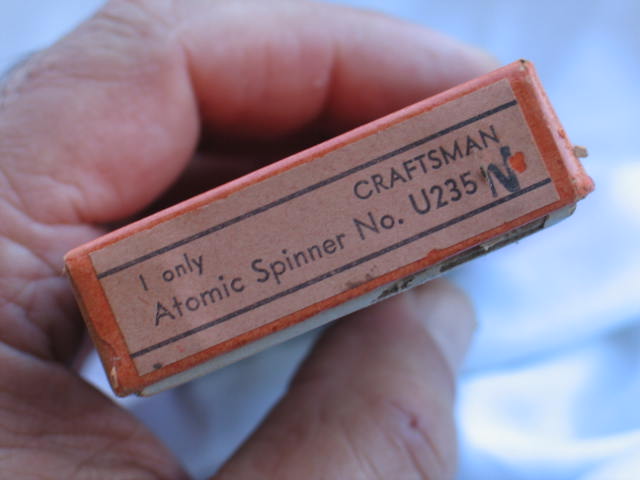 CRAFTSMAN
1 only
Atomic Spinner No. U235
N